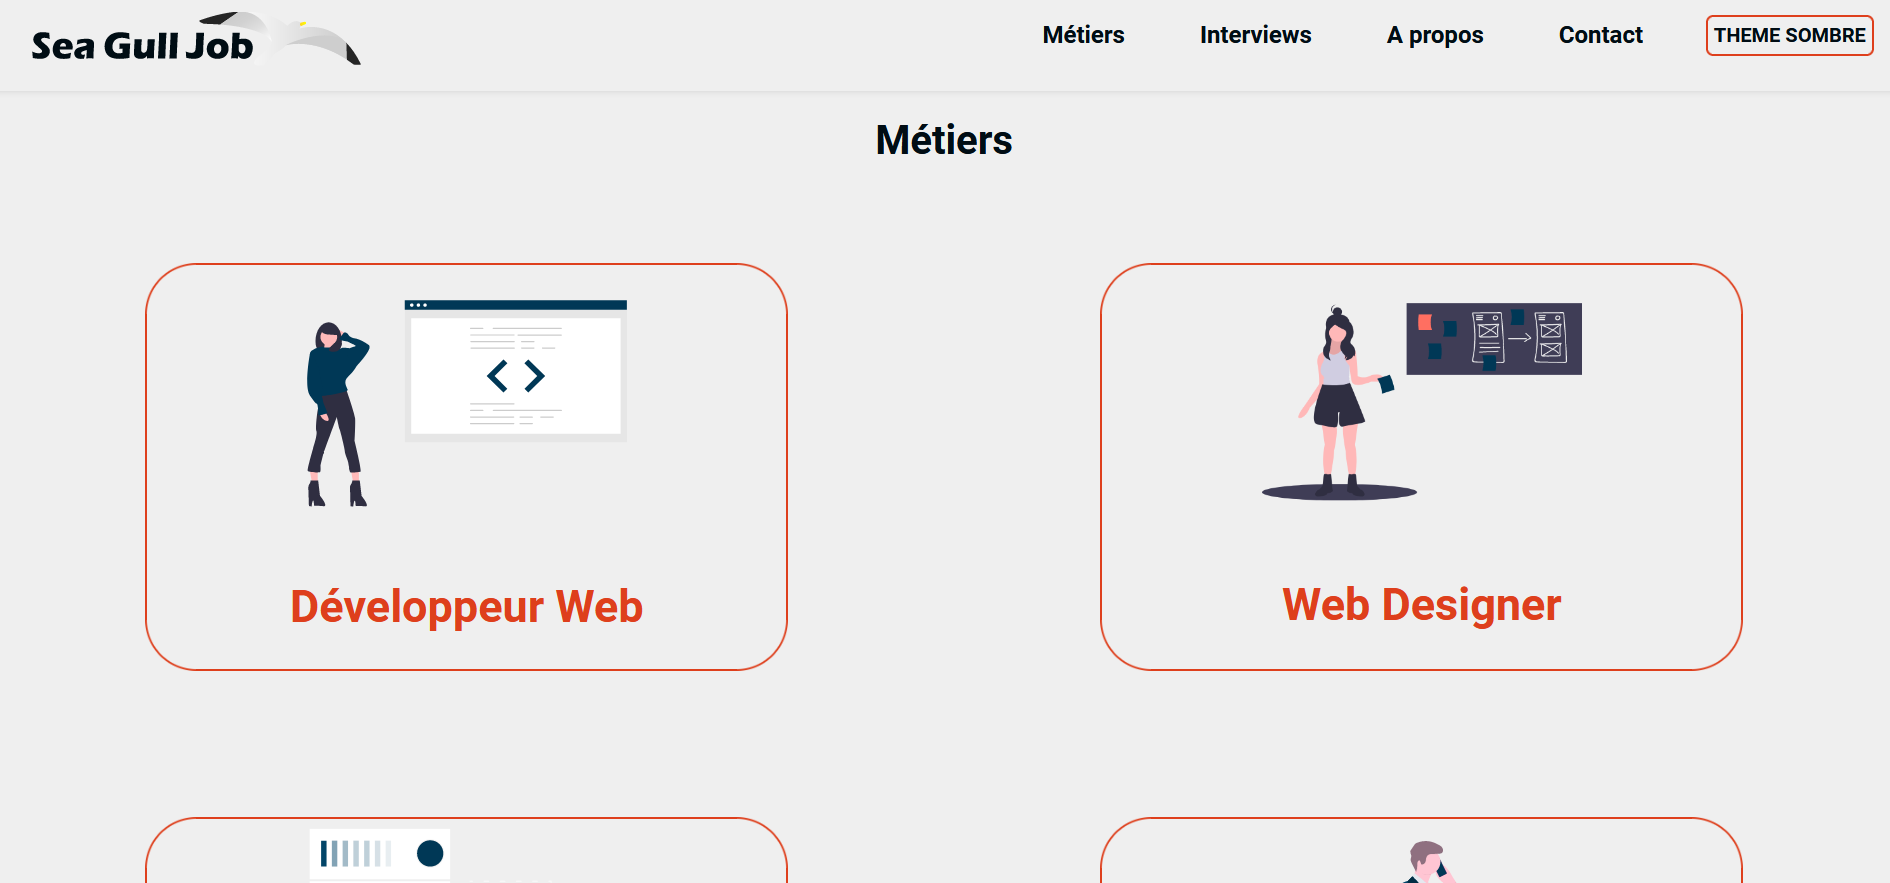 Sea Gull Job
Métiers
Interviews
A propos
Contact
THEME SOMBRE
Métiers
Développeur Web
Web Designer